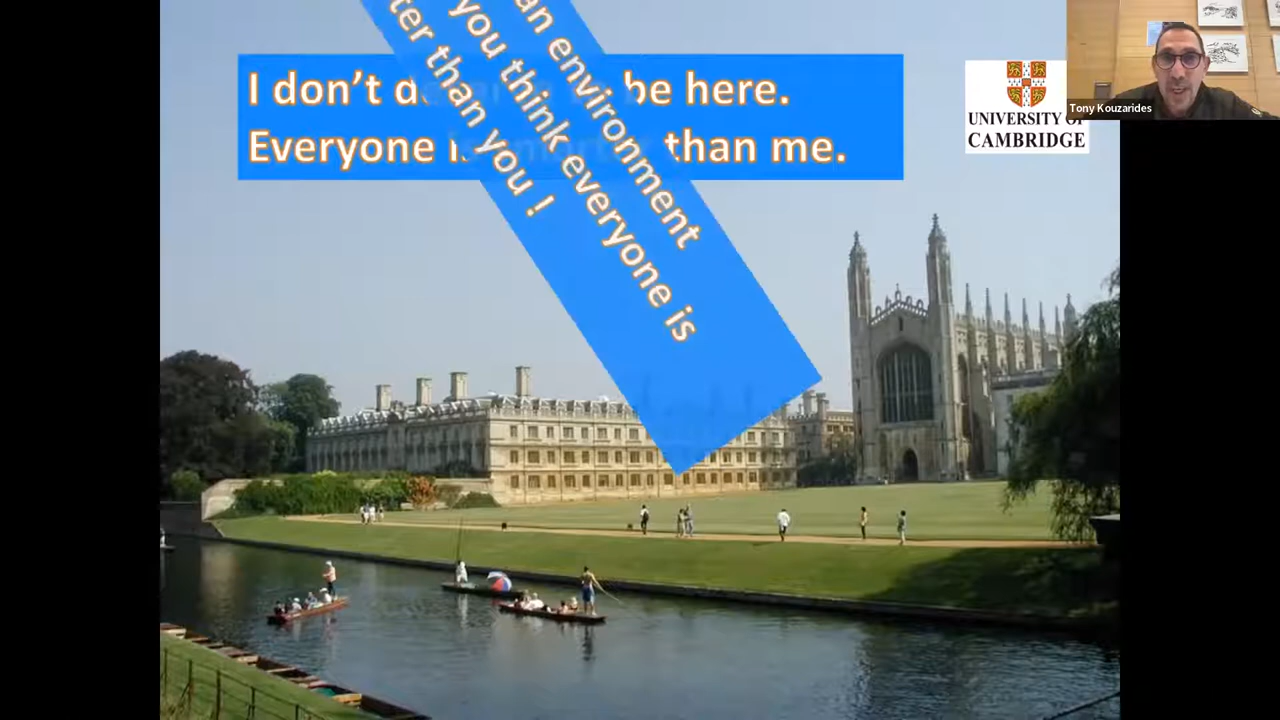 I don’t d be here.
Everyone than me.
an environment
you think everyone is
ter than you !
UNIVERSITY OF
CAMBRIDGE
Tony Kouzarides